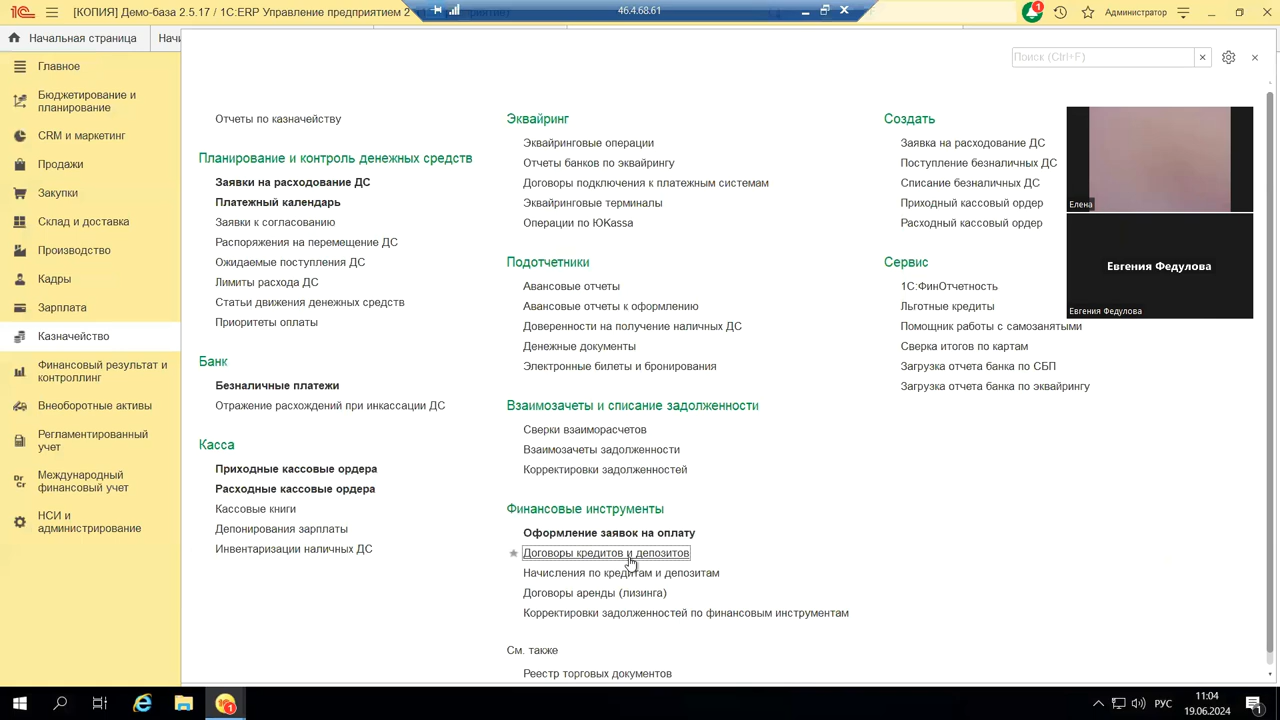 [КОПИЯ] Демо-база 2.5.17 / 1С:ERP Управление предприятием 2
46.4.68.61
Администратор
1
Начальная страница
Поиск (Ctrl+F)
Главное
Бюджетирование и
планирование
CRM и маркетинг
Продажи
Закупки
Склад и доставка
Производство
Кадры
Зарплата
Казначейство
Финансовый результат и
контроллинг
Внеоборотные активы
Регламентированный
учет
Международный
финансовый учет
НСИ и
администрирование
Отчеты по казначейству
Планирование и контроль денежных средств
Заявки на расходование ДС
Платежный календарь
Заявки к согласованию
Распоряжения на перемещение ДС
Ожидаемые поступления ДС
Лимиты расхода ДС
Статьи движения денежных средств
Приоритеты оплаты
Банк
Безналичные платежи
Отражение расхождений при инкассации ДС
Касса
Приходные кассовые ордера
Расходные кассовые ордера
Кассовые книги
Депонирования зарплаты
Инвентаризации наличных ДС
Эквайринг
Эквайринговые операции
Отчеты банков по эквайрингу
Договоры подключения к платежным системам
Эквайринговые терминалы
Операции по ЮKassa
Подотчетники
Авансовые отчеты
Авансовые отчеты к оформлению
Доверенности на получение наличных ДС
Денежные документы
Электронные билеты и бронирования
Взаимозачеты и списание задолженности
Сверки взаиморасчетов
Взаимозачеты задолженности
Корректировки задолженностей
Финансовые инструменты
Оформление заявок на оплату
Договоры кредитов и депозитов
Начисления по кредитам и депозитам
Договоры аренды (лизинга)
Корректировки задолженностей по финансовым инструментам
См. также
Реестр торговых документов
Создать
Заявка на расходование ДС
Поступление безналичных ДС
Списание безналичных ДС
Приходный кассовый ордер
Расходный кассовый ордер
Сервис
1С:ФинОтчетность
Льготные кредиты
Помощник работы с самозанятыми
Сверка итогов по картам
Загрузка отчета банка по СБП
Загрузка отчета банка по эквайрингу
Елена
Евгения Федулова
Евгения Федулова
1
РУС
11:04
19.06.2024
1